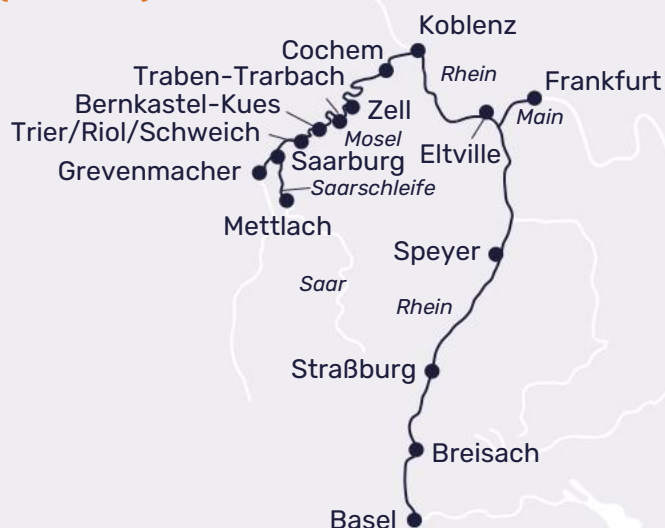 Koblenz
Cochem
Rhein
Traben-Trarbach
Frankfurt
Bernkastel-Kues
Zell
Main
Trier/Riol/Schweich
Mosel
Eltville
Saarburg
Grevenmacher
Saarschleife
Mettlach
Speyer
Saar
Rhein
Straßburg
Breisach
Basel